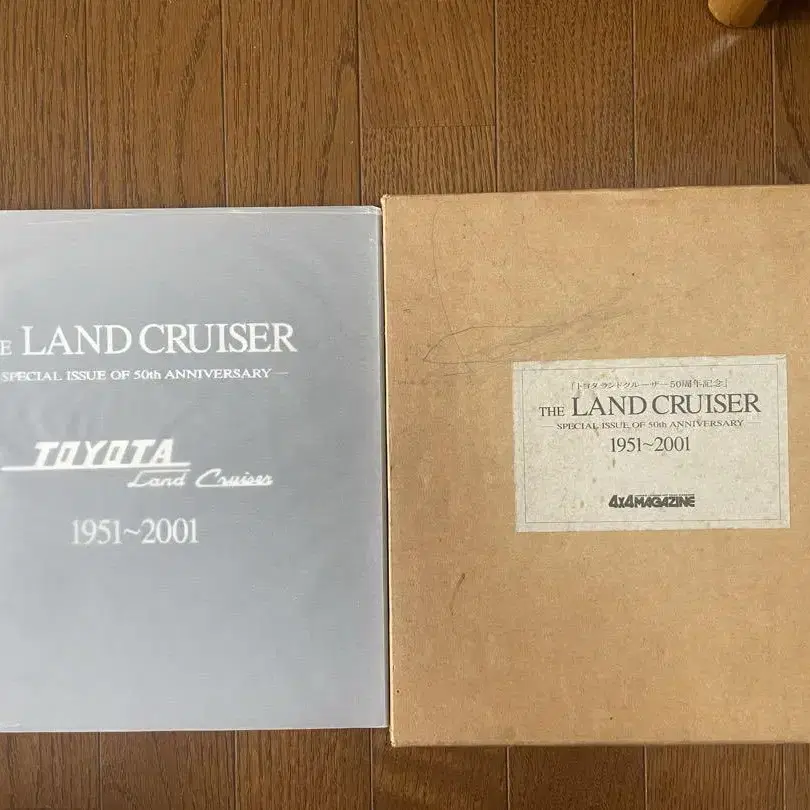 E LAND CRUISER
SPECIAL ISSUE OF 50th ANNIVERSARY
TOYOTA
Land Cruiser
1951~2001
「トヨタランドクルーザー50周年記念」
THE LAND CRUISER
SPECIAL ISSUE OF 50th ANNIVERSARY
1951~2001
4x4MAGAZINE